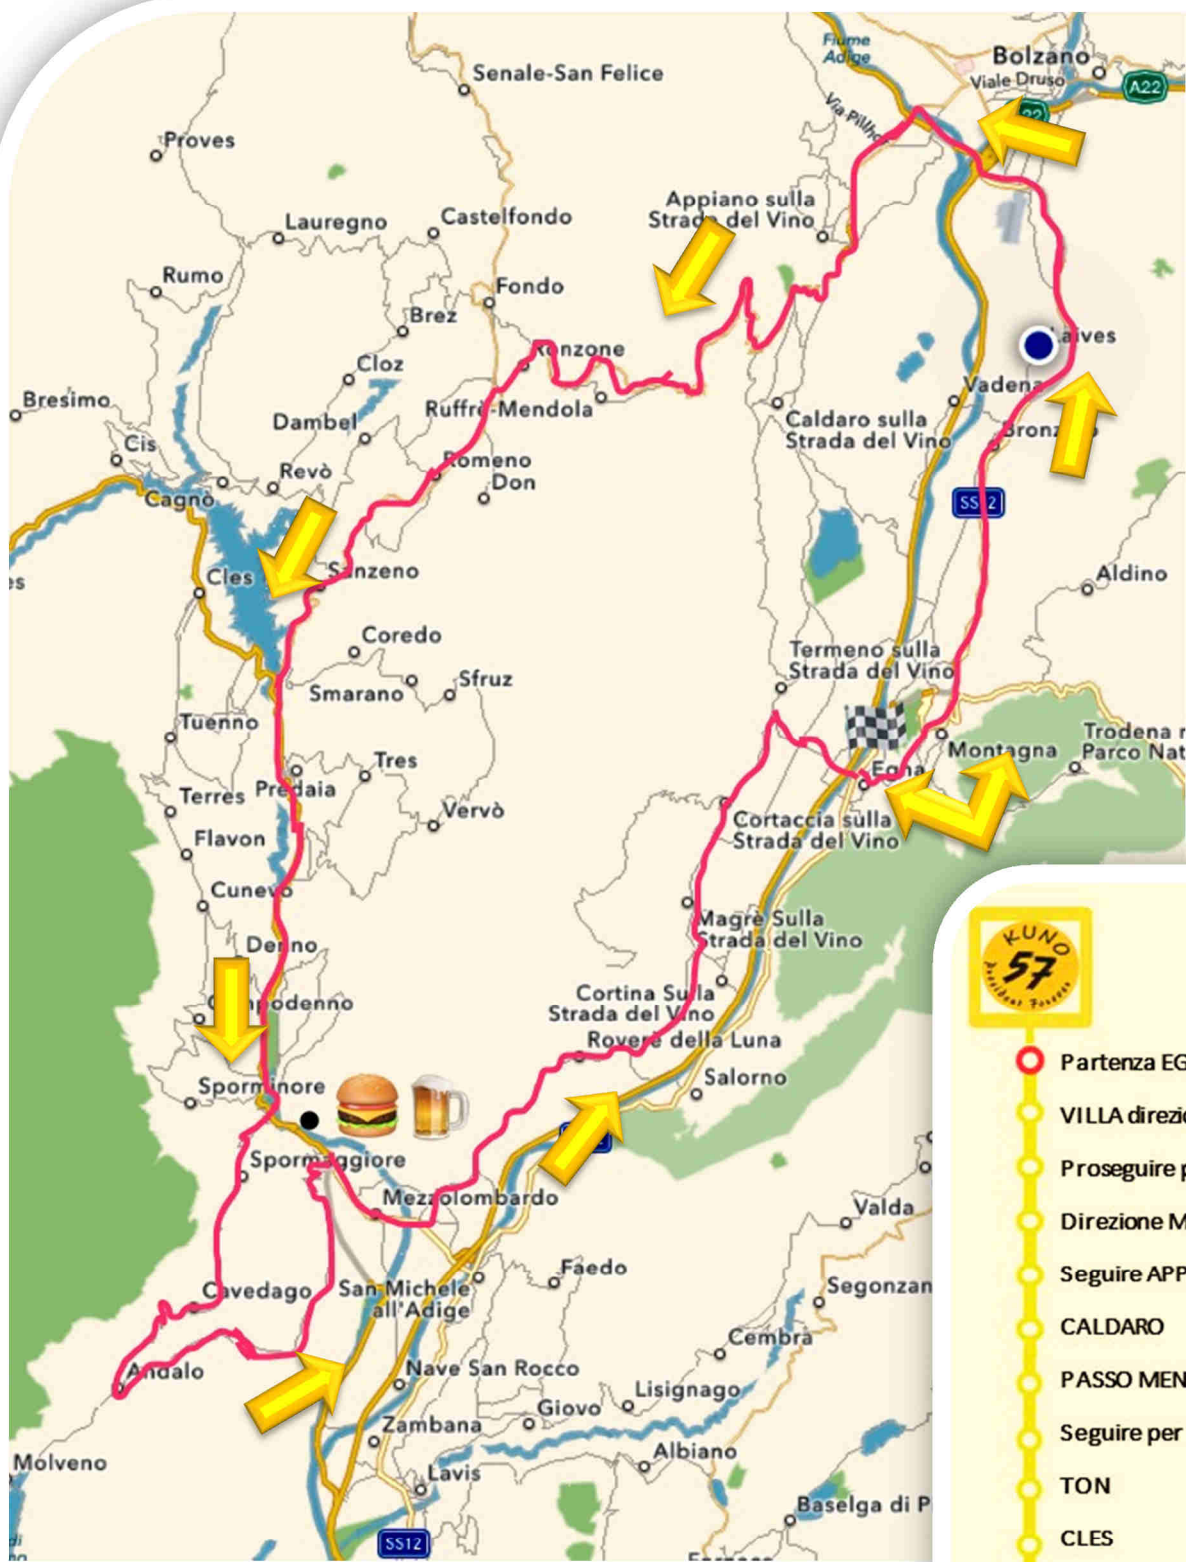 Fiume
Adige
Bolzano
Viale Druso
A22
Senale-San Felice
Proves
Appiano sulla
Strada del Vino
Lauregno
Castelfondo
Rumo
Fondo
Brez
Ronzone
Laives
Cloz
Vadena
Bresimo
Ruffrè-Mendola
Dambel
Caldaro sulla
Strada del Vino
Cis
Romeno
Revò
Don
Cagnò
Cles
Sanzeno
Aldino
Coredo
Termeno sulla
Strada del Vino
Smarano
Sfruz
Tuenno
Montagna
Trodena n
Parco Nat
Tres
Egna
Terres
Predaia
Vervò
Cortaccia sulla
Strada del Vino
Flavon
Cunevo
Magrè Sulla
Strada del Vino
Denno
Cortina Sulla
Strada del Vino
Roverè della Luna
Salorno
Sporminore
Spormaggiore
Mezzolombardo
Valda
Faedo
Cavedago
San Michele
all'Adige
Segonzan
Cembra
Andalo
Nave San Rocco
Lisignago
Giovo
Zambana
Albiano
Molveno
Lavis
Baselga di P
SS12
KUNO
57
Partenza EG
VILLA direzio
Proseguire p
Direzione M
Seguire APP
CALDARO
PASSO MEN
Seguire per
TON
CLES